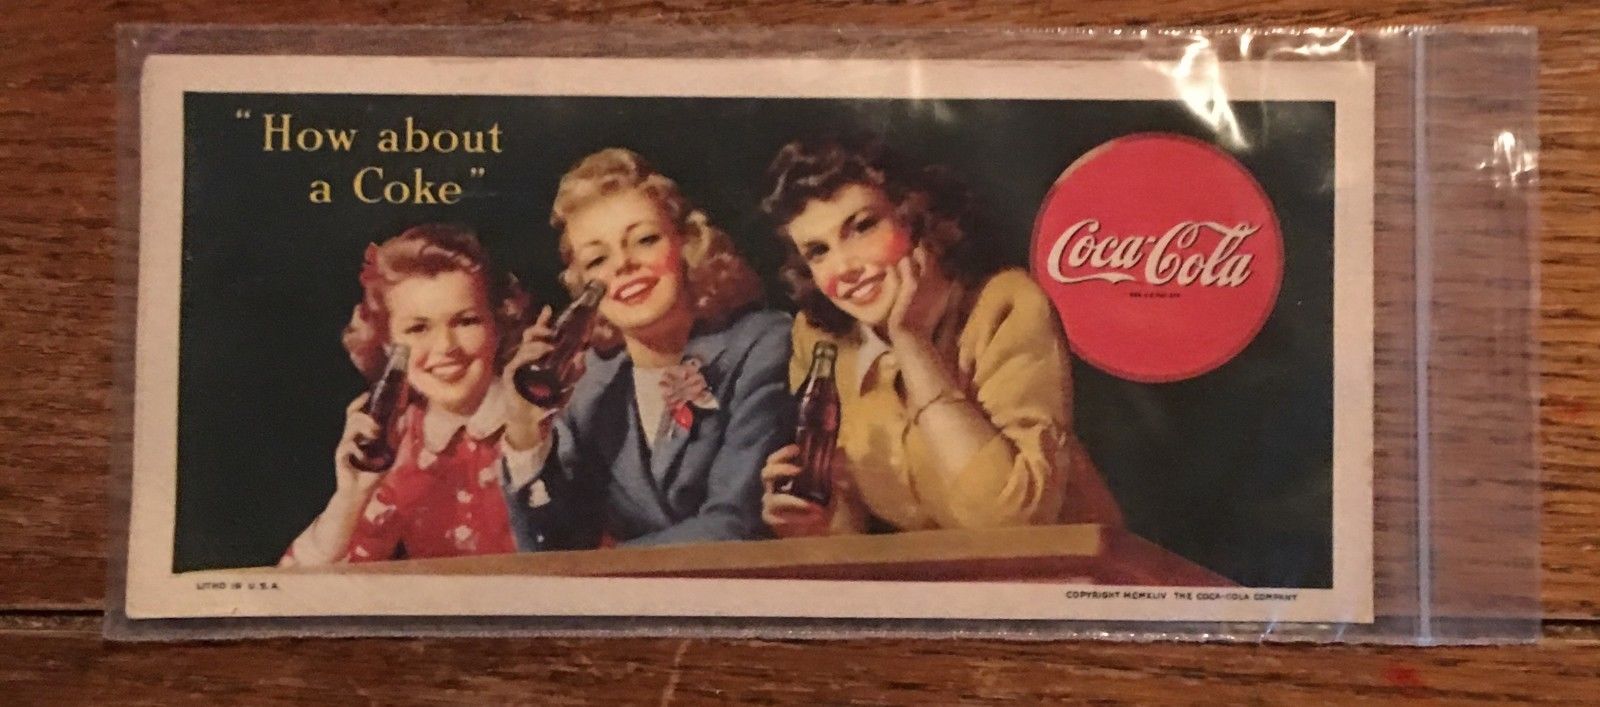 “How about
a Coke”
Coca-Cola
LITHO IN U.S.A.
COPYRIGHT MCMXLIV THE COCA-COLA COMPANY